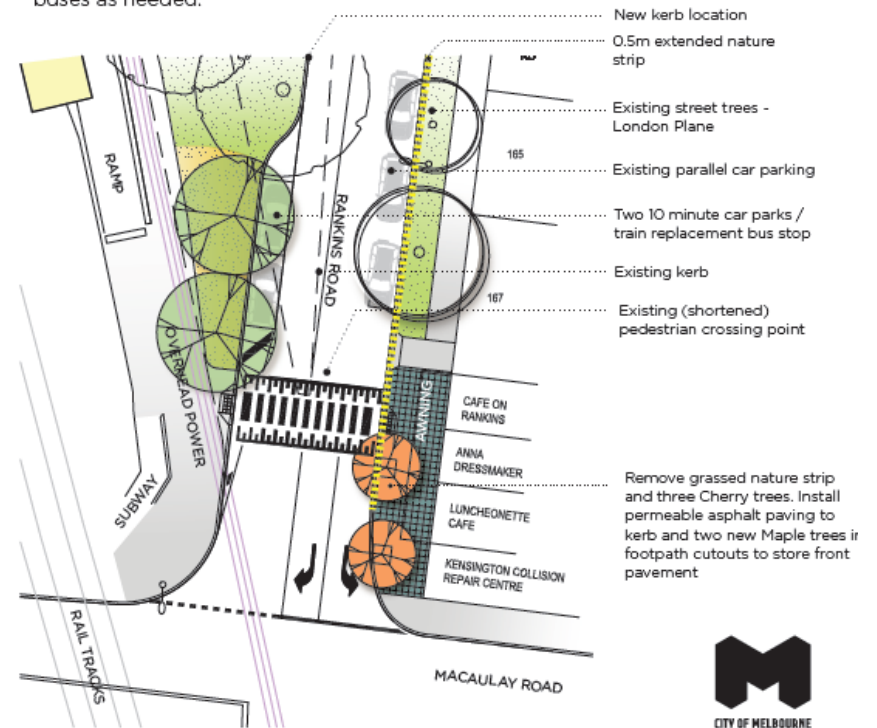 buses as needed.
New kerb location
0.5m extended nature
strip
Existing street trees -
London Plane
165
Existing parallel car parking
RAMP
Two 10 minute car parks /
train replacement bus stop
RANKINS ROAD
Existing kerb
167
Existing (shortened)
pedestrian crossing point
OVERHEAD POWER
AWNING
CAFE ON
RANKINS
ANNA
DRESSMAKER
SUBWAY
LUNCHEONETTE
CAFE
Remove grassed nature strip
and three Cherry trees. Install
permeable asphalt paving to
kerb and two new Maple trees in
footpath cutouts to store front
pavement
KENSINGTON COLLISION
REPAIR CENTRE
RAIL TRACKS
MACAULAY ROAD
CITY OF MELBOURNE